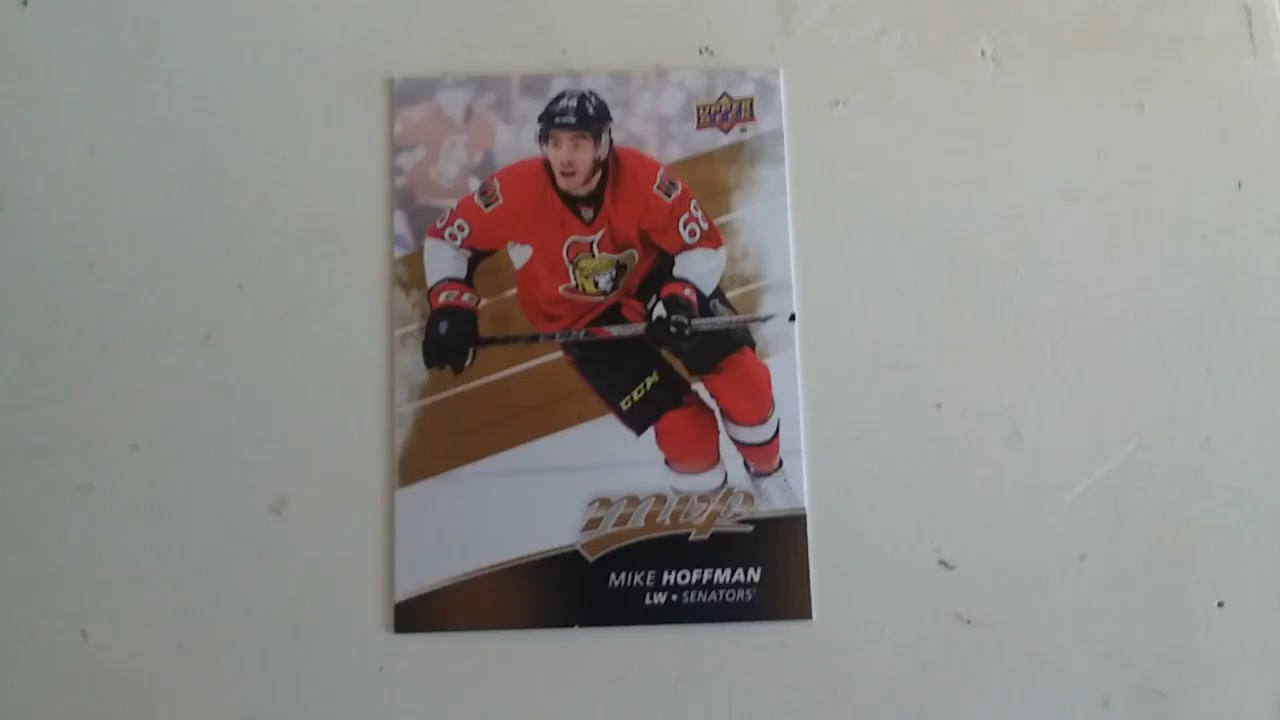 UPPER
DECK
68
68
CCM
mvp
MIKE HOFFMAN
LW • SENATORS